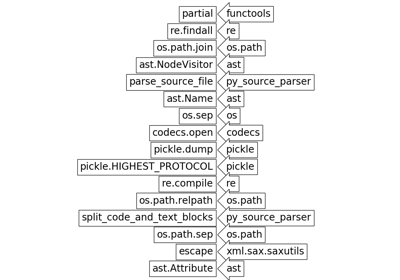 partial functools
re.findall re
os.path.join os.path
ast.NodeVisitor ast
parse_source_file py_source_parser
ast.Name ast
os.sep os
codecs.open codecs
pickle.dump pickle
pickle.HIGHEST_PROTOCOL pickle
re.compile re
os.path.relpath os.path
split_code_and_text_blocks py_source_parser
os.path.sep os.path
escape xml.sax.saxutils
ast.Attribute ast